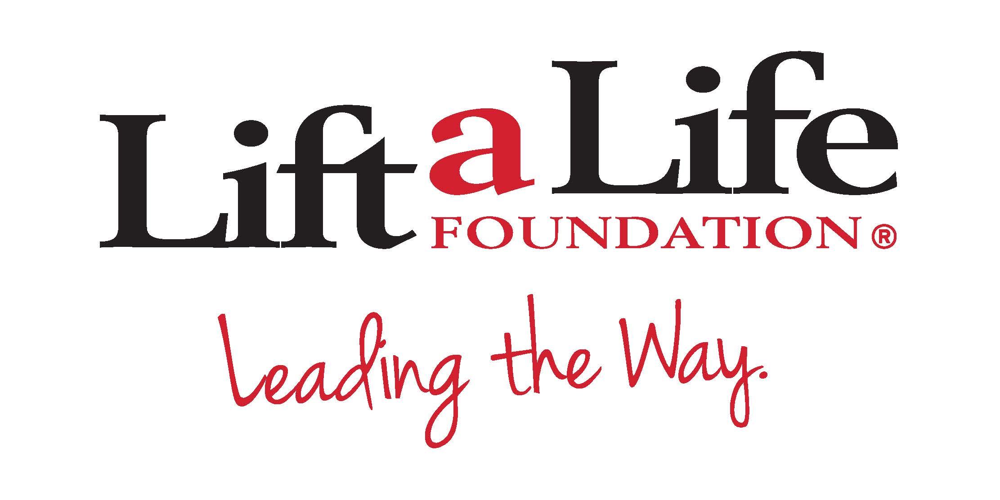 Lift a Life
FOUNDATION®
Leading the Way.